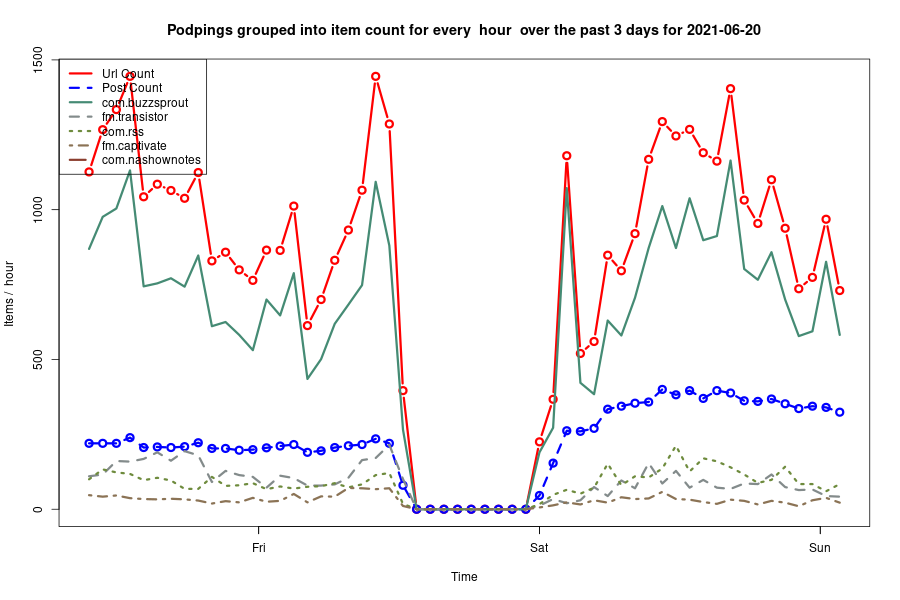 Podpings grouped into item count for every  hour  over the past 3 days for 2021-06-20
1500
1000
500
0
Items /  hour
Url Count
Post Count
com.buzzsprout
fm.transistor
com.rss
fm.captivate
com.nashownotes
Fri
Sat
Sun
Time